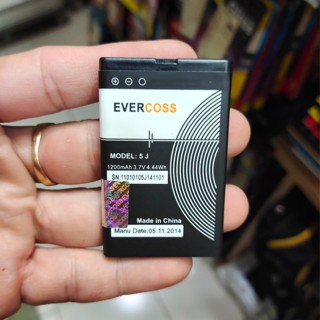 EVERCOSS
MODEL: 5 J
1200mAh 3.7V 4.44Wh
SN:11010105J141101
Made in China
Manu Date:05.11.2014